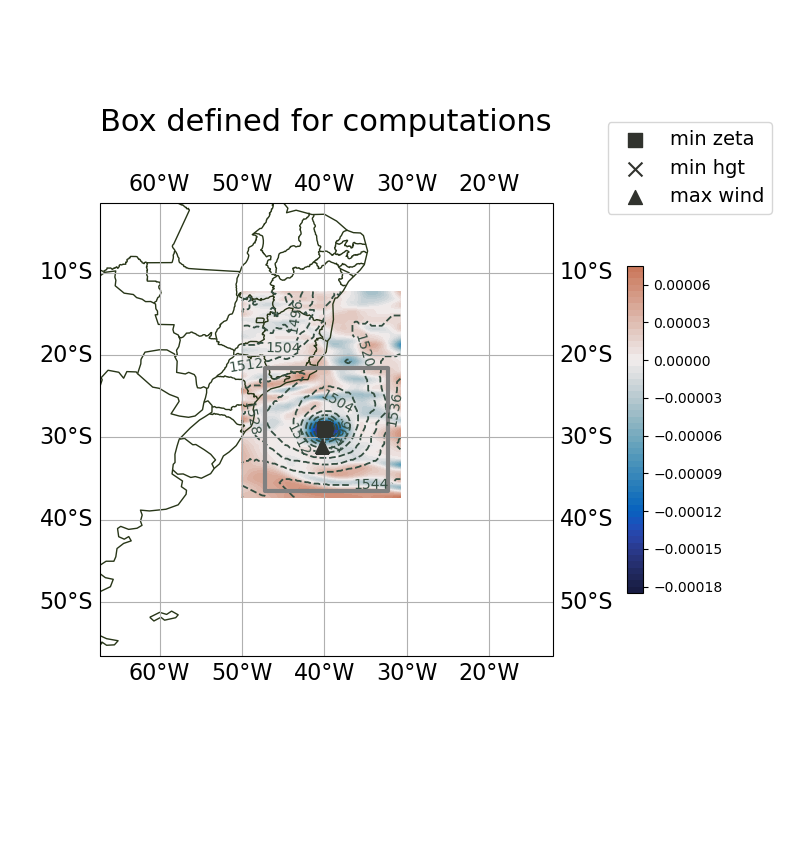 Box defined for computations
min zeta
min hgt
max wind
60°W 50°W 40°W 30°W 20°W
10°S 10°S
20°S 20°S
30°S 30°S
40°S 40°S
50°S 50°S
60°W 50°W 40°W 30°W 20°W
1496
1504
1512
1520
1504
1536
1544
0.00006
0.00003
0.00000
−0.00003
−0.00006
−0.00009
−0.00012
−0.00015
−0.00018